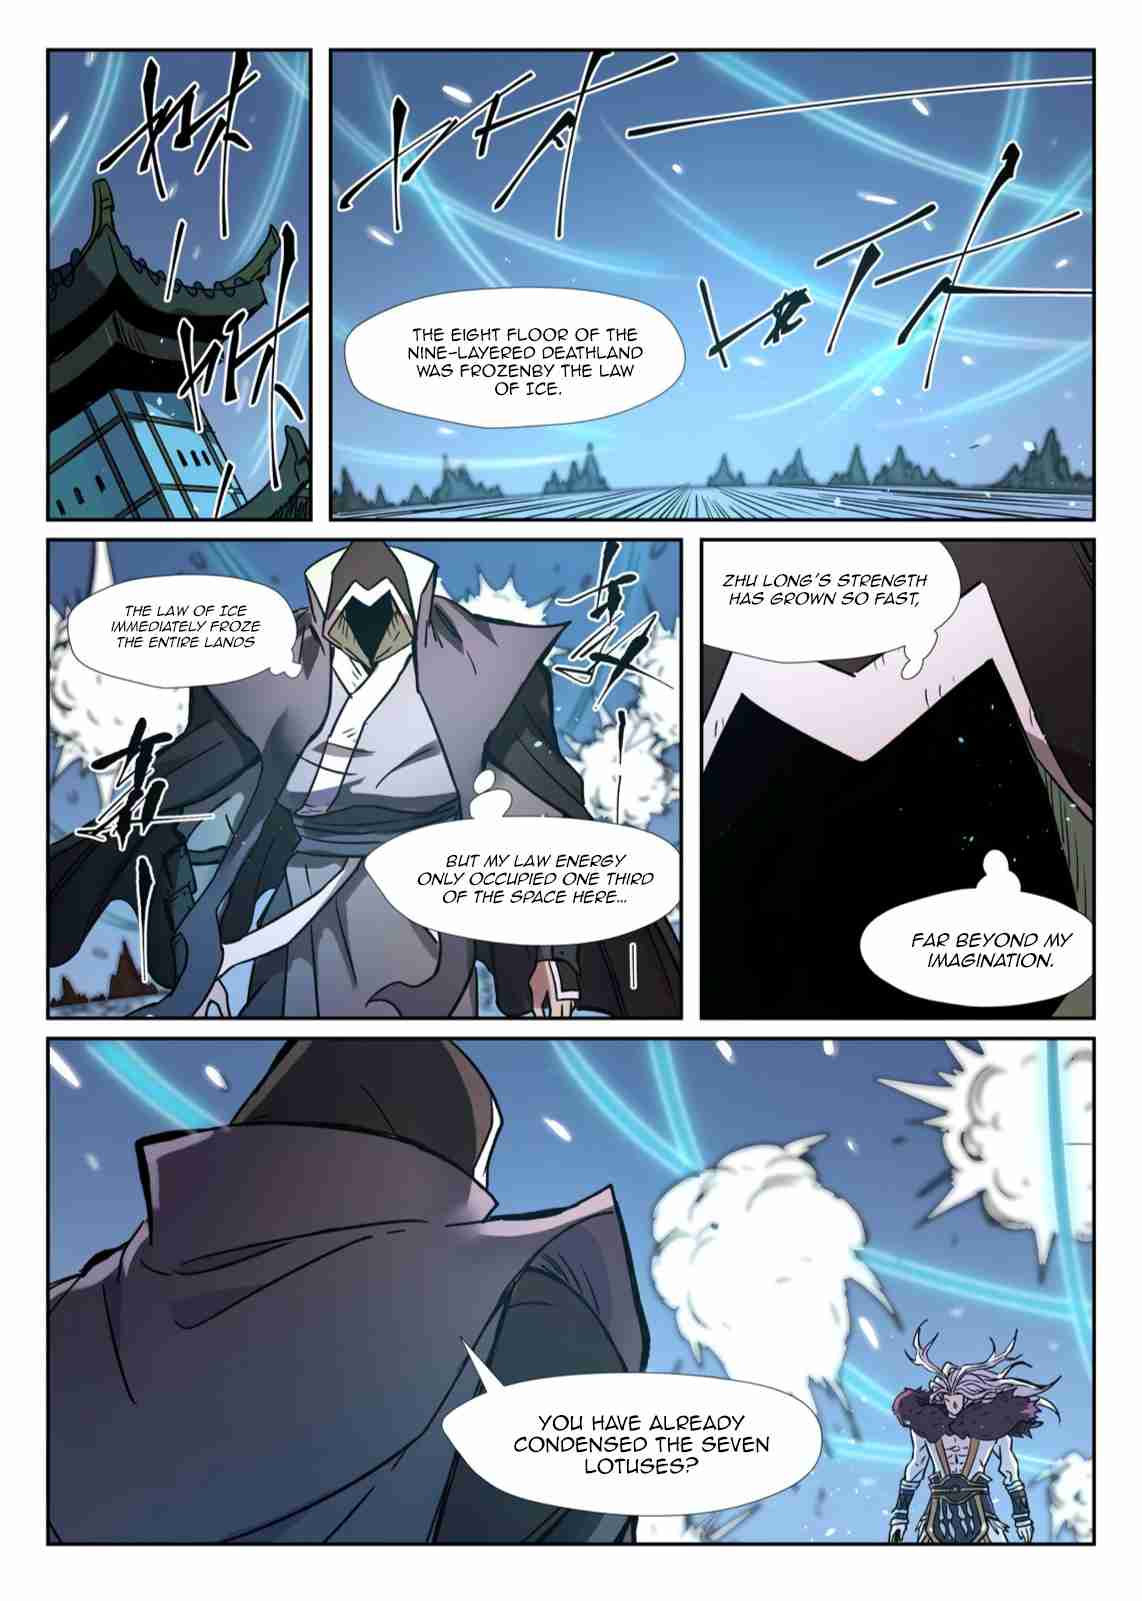 THE EIGHT FLOOR OF THE
NINE-LAYERED DEATHLAND
WAS FROZENBY THE LAW
OF ICE.
THE LAW OF ICE
IMMEDIATELY FROZE
THE ENTIRE LANDS
BUT MY LAW ENERGY
ONLY OCCUPIED ONE THIRD
OF THE SPACE HERE...
ZHU LONG'S STRENGTH
HAS GROWN SO FAST,
FAR BEYOND MY
IMAGINATION.
YOU HAVE ALREADY
CONDENSED THE SEVEN
LOTUSES?